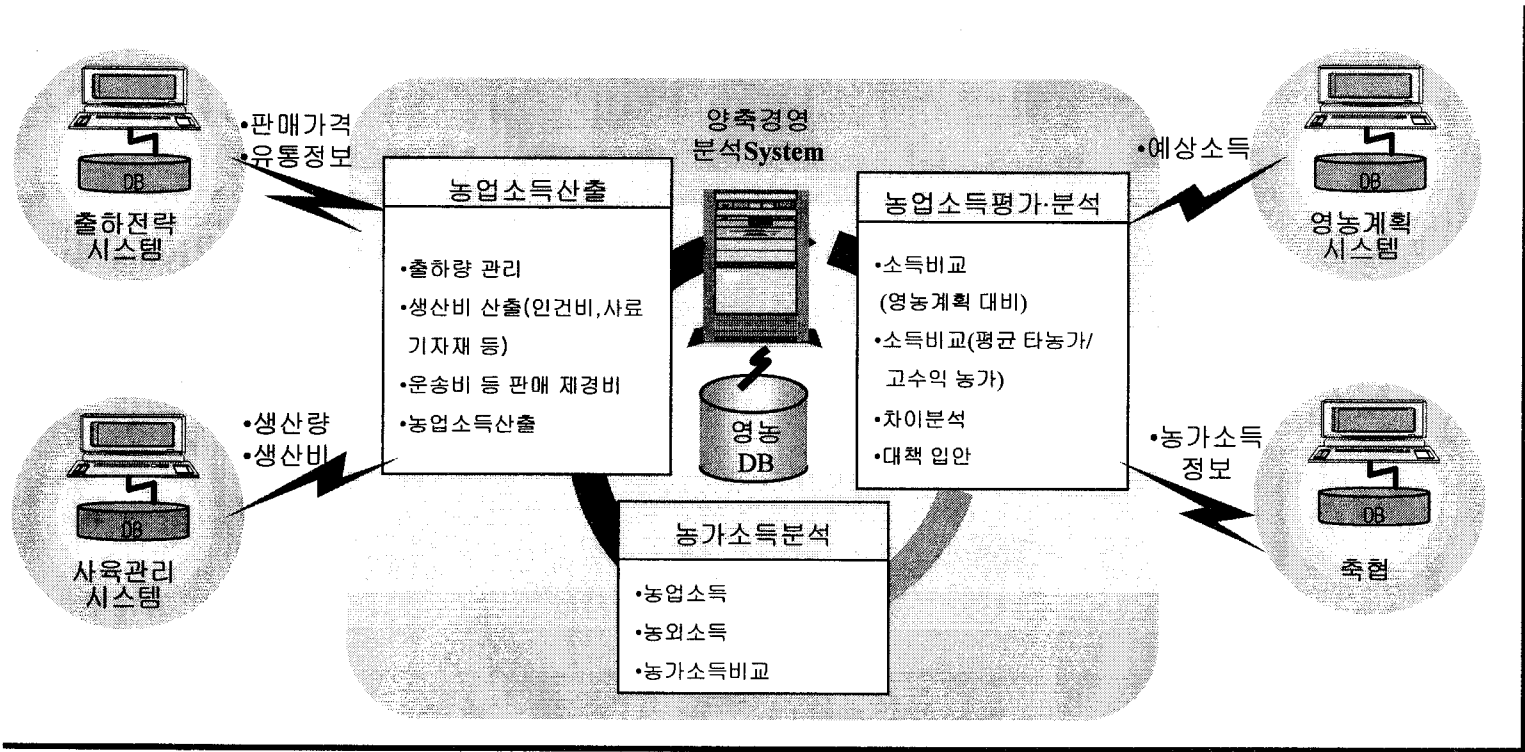 •판매가격
•유통정보
DB
출하전략
시스템
•생산량
•생산비
DB
사육관리
시스템
양축경영
분석System
영농
DB
농업소득산출
•출하량 관리
•생산비 산출(인건비,사료
기자재 등)
•운송비 등 판매 제경비
•농업소득산출
농가소득분석
•농업소득
•농외소득
•농가소득비교
농업소득평가·분석
•소득비교
(영농계획 대비)
•소득비교(평균 타농가/
고수익 농가)
•차이분석
•대책 입안
•예상소득
DB
영농계획
시스템
•농가소득
정보
DB
축협